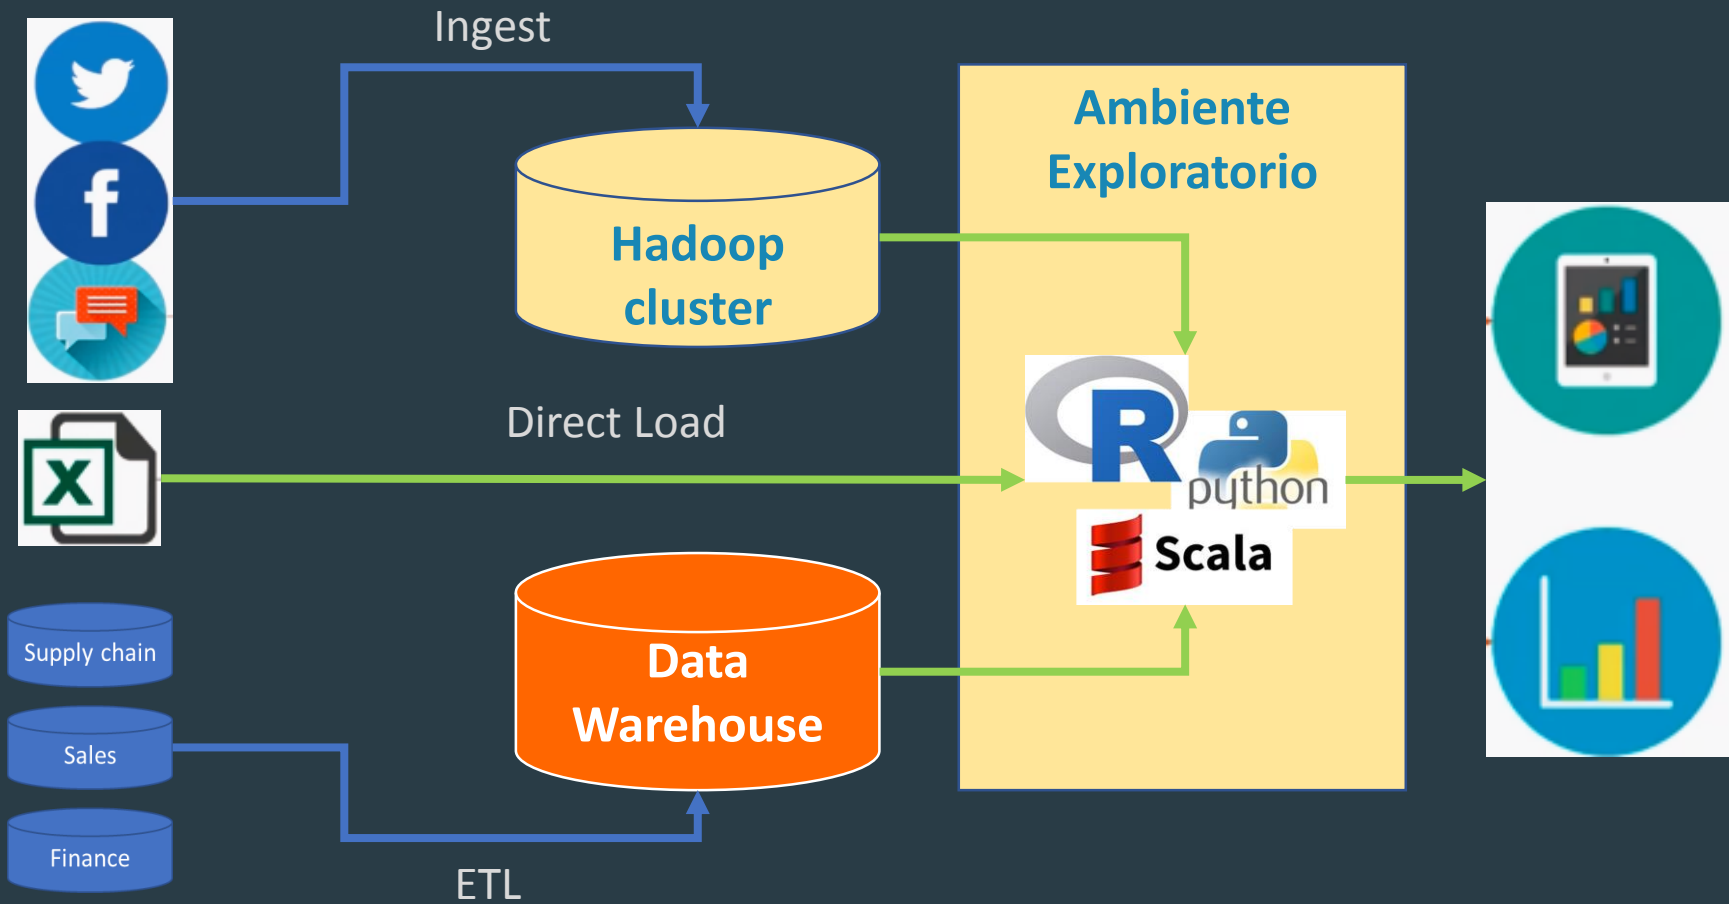 Ingest
Ambiente
Exploratorio
Hadoop
cluster
Direct Load
R
python
Scala
X
f
Supply chain
Data
Warehouse
Sales
Finance
ETL